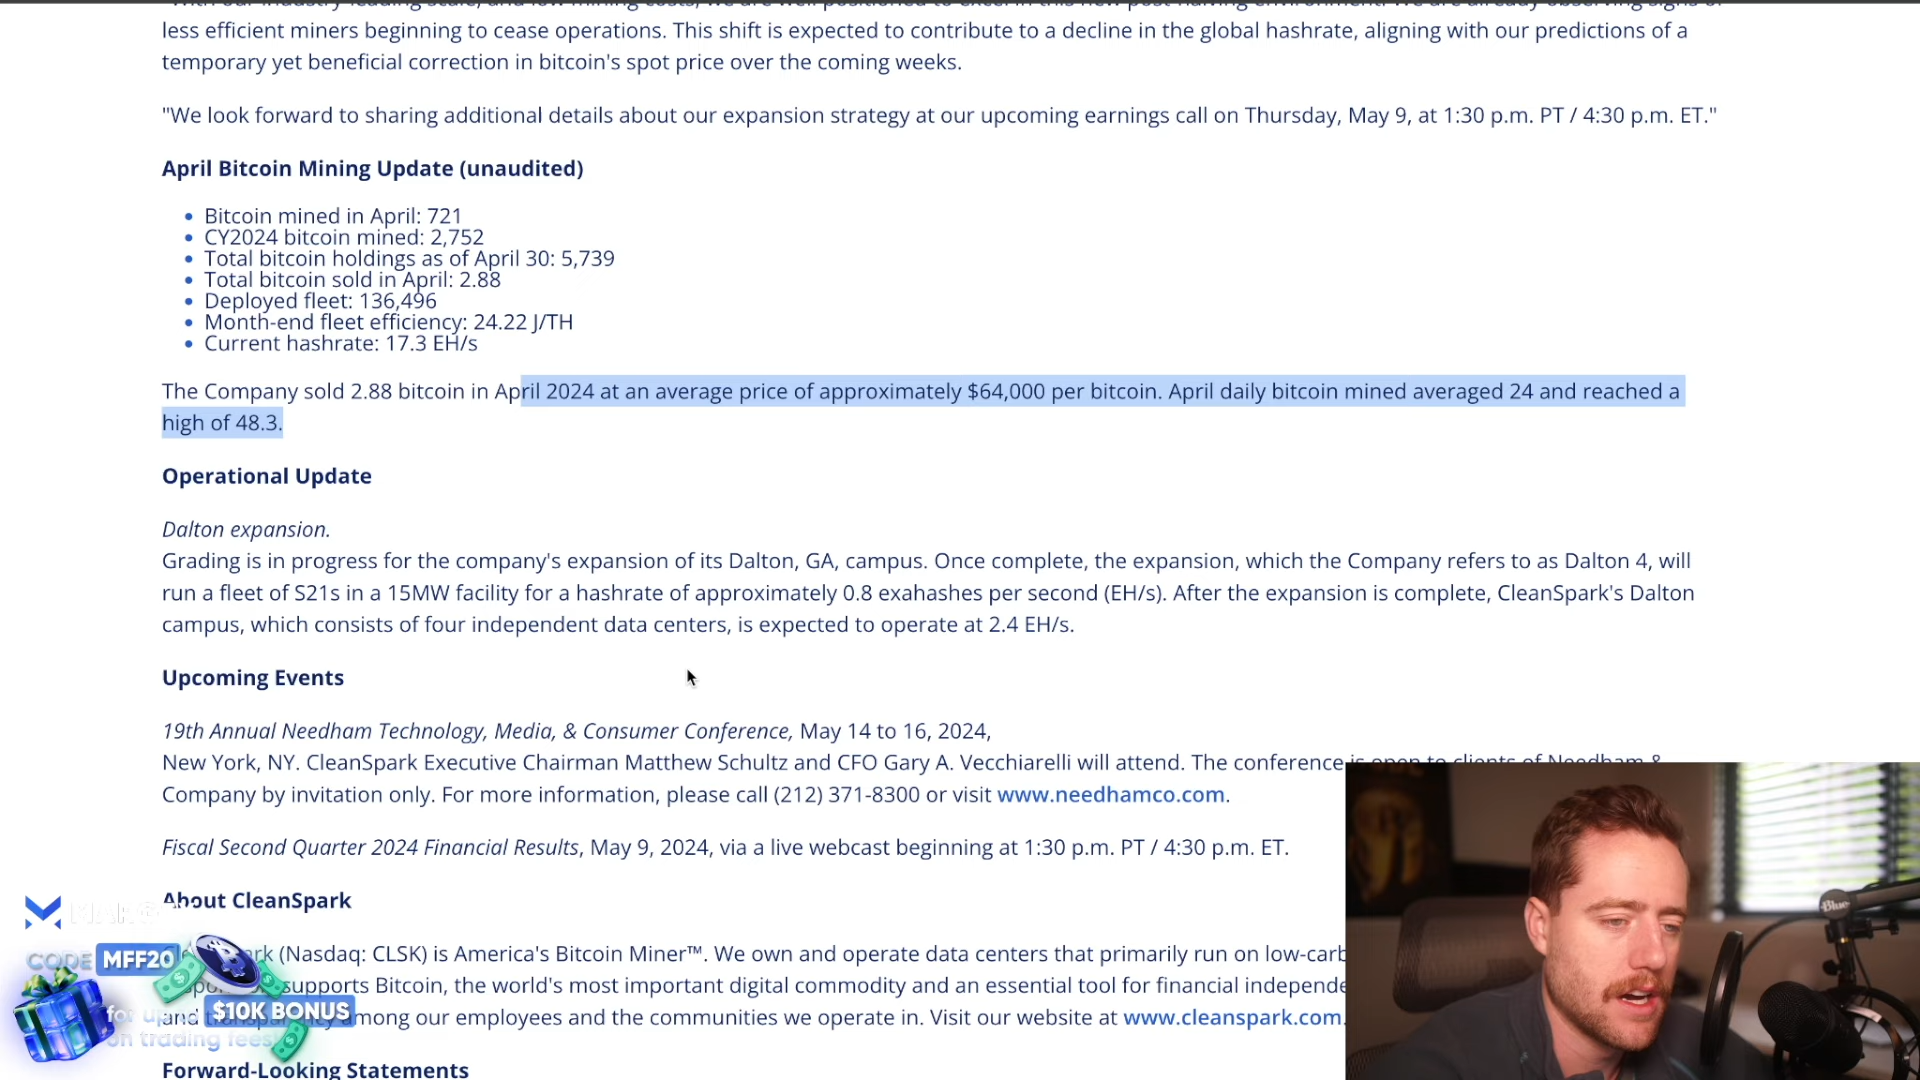 less efficient miners beginning to cease operations. This shift is expected to contribute to a decline in the global hashrate, aligning with our predictions of a
temporary yet beneficial correction in bitcoin's spot price over the coming weeks.
"We look forward to sharing additional details about our expansion strategy at our upcoming earnings call on Thursday, May 9, at 1:30 p.m. PT / 4:30 p.m. ET."
April Bitcoin Mining Update (unaudited)
• Bitcoin mined in April: 721
• CY2024 bitcoin mined: 2,752
• Total bitcoin holdings as of April 30: 5,739
• Total bitcoin sold in April: 2.88
• Deployed fleet: 136,496
• Month-end fleet efficiency: 24.22 J/TH
• Current hashrate: 17.3 EH/s
The Company sold 2.88 bitcoin in April 2024 at an average price of approximately $64,000 per bitcoin. April daily bitcoin mined averaged 24 and reached a
high of 48.3.
Operational Update
Dalton expansion.
Grading is in progress for the company's expansion of its Dalton, GA, campus. Once complete, the expansion, which the Company refers to as Dalton 4, will
run a fleet of S21s in a 15MW facility for a hashrate of approximately 0.8 exahashes per second (EH/s). After the expansion is complete, CleanSpark's Dalton
campus, which consists of four independent data centers, is expected to operate at 2.4 EH/s.
Upcoming Events
19th Annual Needham Technology, Media, & Consumer Conference, May 14 to 16, 2024,
New York, NY. CleanSpark Executive Chairman Matthew Schultz and CFO Gary A. Vecchiarelli will attend. The conference is open to clients of Needham &
Company by invitation only. For more information, please call (212) 371-8300 or visit www.needhamco.com.
Fiscal Second Quarter 2024 Financial Results, May 9, 2024, via a live webcast beginning at 1:30 p.m. PT / 4:30 p.m. ET.
About CleanSpark
(Nasdaq: CLSK) is America's Bitcoin Miner™. We own and operate data centers that primarily run on low-carb
supports Bitcoin, the world's most important digital commodity and an essential tool for financial independe
among our employees and the communities we operate in. Visit our website at www.cleanspark.com.
Forward-Looking Statements
CODE MFF20
$10K BONUS
on trading fees
Blue